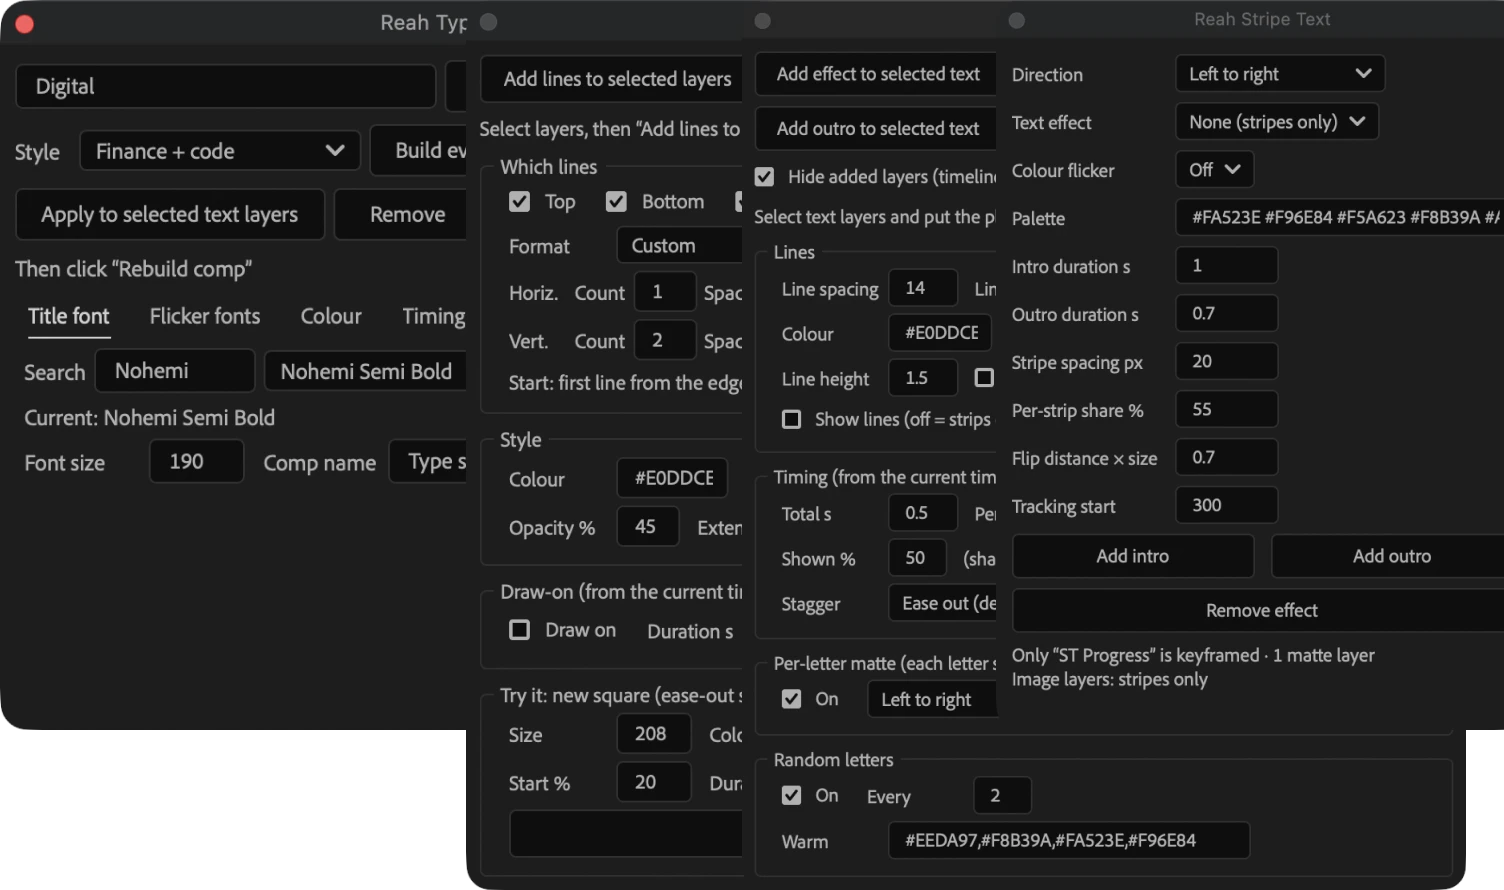 Reah Typ
Digital
Style
Finance + code
Build ev
Apply to selected text layers
Remove
Then click “Rebuild comp”
Title font
Flicker fonts
Colour
Timing
Search
Nohemi
Nohemi Semi Bold
Current: Nohemi Semi Bold
Font size
190
Comp name
Type s
Add lines to selected layers
Select layers, then “Add lines to
Which lines
Top
Bottom
Format
Custom
Horiz.
Count
1
Spac
Vert.
Count
2
Spac
Start: first line from the edge
Style
Colour
#E0DDCE
Opacity %
45
Exten
Draw-on (from the current tin
Draw on
Duration s
Try it: new square (ease-out s
Size
208
Colo
Start %
20
Dura
Add effect to selected text
Add outro to selected text
Hide added layers (timeline
Select text layers and put the pl
Lines
Line spacing
14
Lin
Colour
#E0DDCE
Line height
1.5
Show lines (off = strips
Timing (from the current tim
Total s
0.5
Per
Shown %
50
(sha
Stagger
Ease out (de
Per-letter matte (each letter s
On
Left to right
Random letters
On
Every
2
Warm
#EEDA97,#F8B39A,#FA523E,#F96E84
Reah Stripe Text
Direction
Left to right
Text effect
None (stripes only)
Colour flicker
Off
Palette
#FA523E #F96E84 #F5A623 #F8B39A #A
Intro duration s
1
Outro duration s
0.7
Stripe spacing px
20
Per-strip share %
55
Flip distance × size
0.7
Tracking start
300
Add intro
Add outro
Remove effect
Only “ST Progress” is keyframed · 1 matte layer
Image layers: stripes only